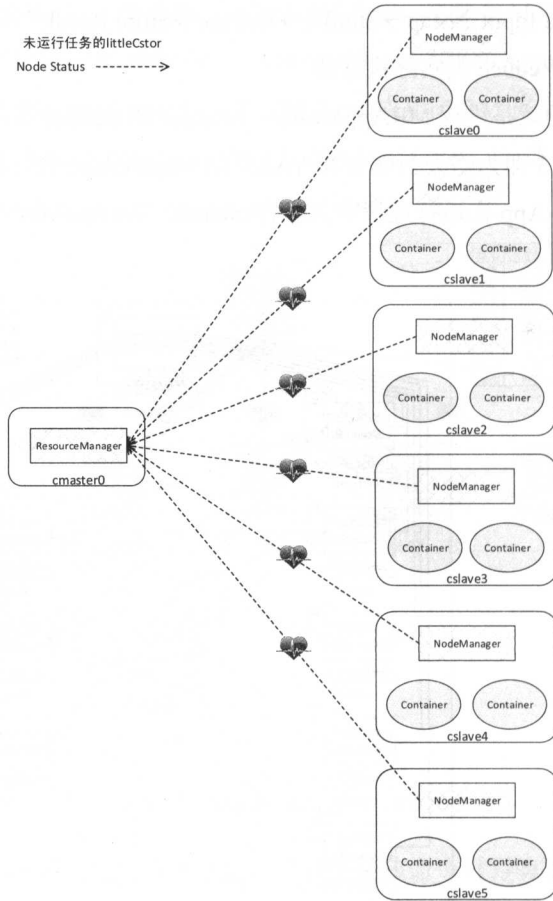 未运行任务的littleCstor
Node Status
NodeManager
Container Container
cslave0
NodeManager
Container Container
cslave1
NodeManager
Container Container
cslave2
ResourceManager
cmaster0
NodeManager
Container Container
cslave3
NodeManager
Container Container
cslave4
NodeManager
Container Container
cslave5